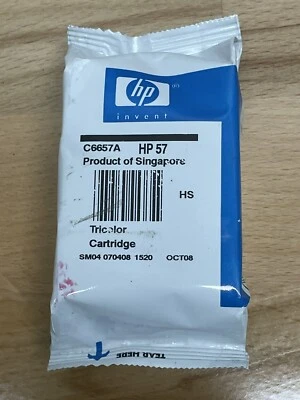 hp
invent
C6657A HP 57
Product of Singapore
HS
Tricolor
Cartridge
SM04 070408 1520 OCT08
TEAR HERE